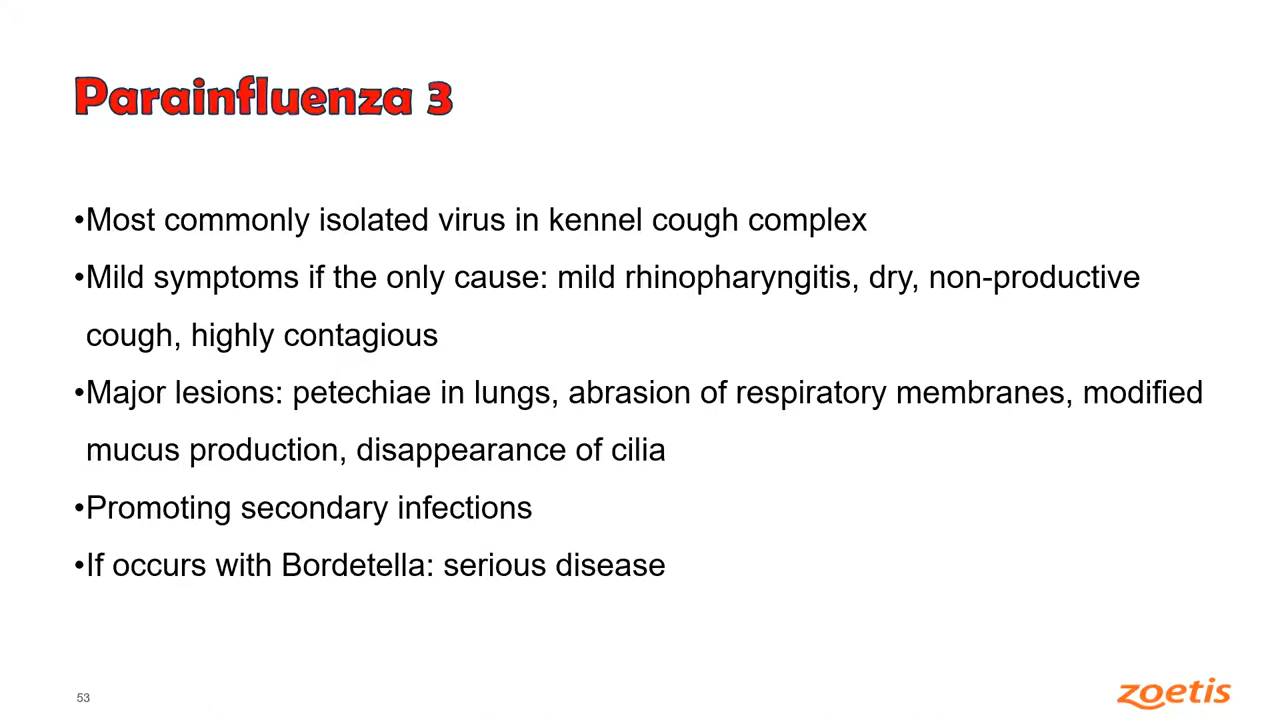 Parainfluenza 3
•Most commonly isolated virus in kennel cough complex
•Mild symptoms if the only cause: mild rhinopharyngitis, dry, non-productive
cough, highly contagious
•Major lesions: petechiae in lungs, abrasion of respiratory membranes, modified
mucus production, disappearance of cilia
•Promoting secondary infections
•If occurs with Bordetella: serious disease
53
zoetis